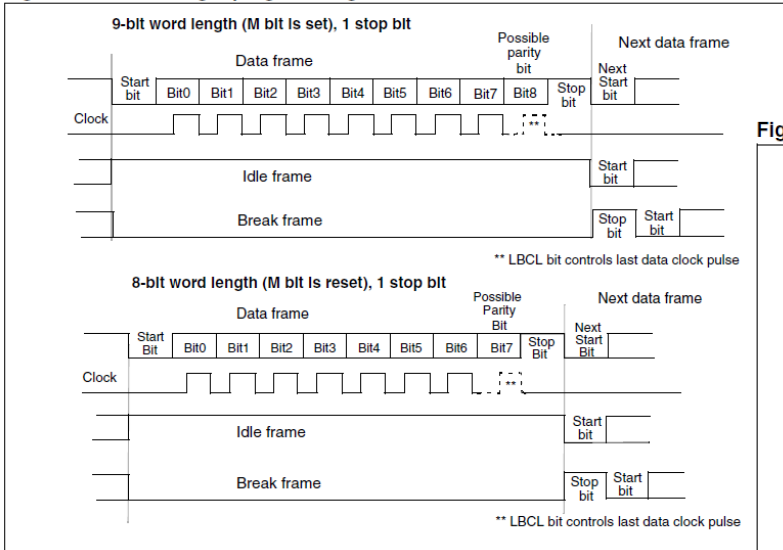 9-bit word length (M bit is set), 1 stop bit
Possible
parity
bit
Next data frame
Data frame
Next
Start
bit
Start
bit
Bit0 Bit1 Bit2 Bit3 Bit4 Bit5 Bit6 Bit7 Bit8
Stop
bit
Clock
**
Fig
Idle frame
Start
bit
Break frame
Stop
bit
Start
bit
** LBCL bit controls last data clock pulse
8-bit word length (M bit is reset), 1 stop bit
Possible
Parity
Bit
Next data frame
Data frame
Next
Start
Bit
Start
Bit
Bit0 Bit1 Bit2 Bit3 Bit4 Bit5 Bit6 Bit7
Stop
Bit
Clock
**
Idle frame
Start
bit
Break frame
Stop
bit
Start
bit
** LBCL bit controls last data clock pulse